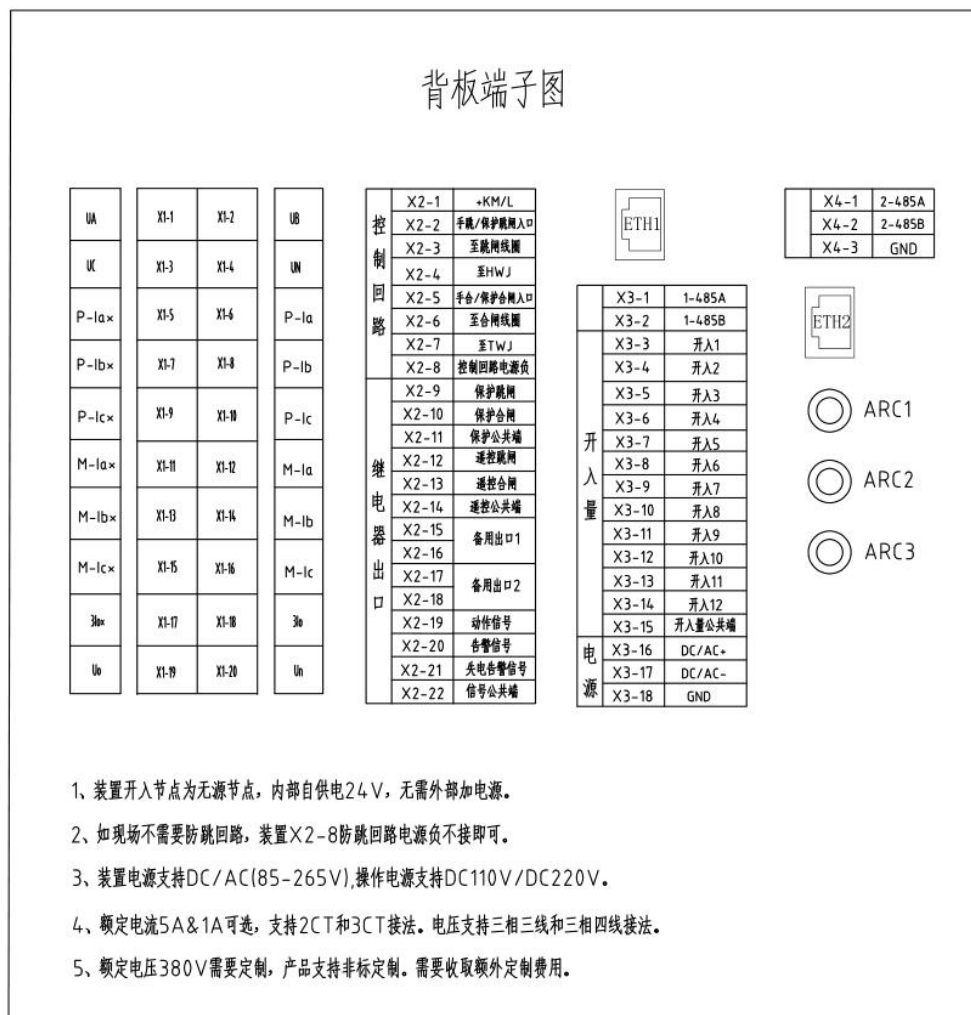 背板端子图
UA X1-1 X1-2 UB
UC X1-3 X1-4 UN
P-Ia× X1-5 X1-6 P-Ia
P-Ib× X1-7 X1-8 P-Ib
P-Ic× X1-9 X1-10 P-Ic
M-Ia× X1-11 X1-12 M-Ia
M-Ib× X1-13 X1-14 M-Ib
M-Ic× X1-15 X1-16 M-Ic
3Io× X1-17 X1-18 3Io
Uo X1-19 X1-20 Un
控制回路
X2-1 +KM/L
X2-2 手跳/保护跳闸入口
X2-3 至跳闸线圈
X2-4 至HWJ
X2-5 手合/保护合闸入口
X2-6 至合闸线圈
X2-7 至TWJ
X2-8 控制回路电源负
继电器出口
X2-9 保护跳闸
X2-10 保护合闸
X2-11 保护公共端
X2-12 遥控跳闸
X2-13 遥控合闸
X2-14 遥控公共端
X2-15 备用出口1
X2-16
X2-17 备用出口2
X2-18
X2-19 动作信号
X2-20 告警信号
X2-21 失电告警信号
X2-22 信号公共端
ETH1
X3-1 1-485A
X3-2 1-485B
开入量
X3-3 开入1
X3-4 开入2
X3-5 开入3
X3-6 开入4
X3-7 开入5
X3-8 开入6
X3-9 开入7
X3-10 开入8
X3-11 开入9
X3-12 开入10
X3-13 开入11
X3-14 开入12
X3-15 开入量公共端
电源
X3-16 DC/AC+
X3-17 DC/AC-
X3-18 GND
X4-1 2-485A
X4-2 2-485B
X4-3 GND
ETH2
ARC1
ARC2
ARC3
1、装置开入节点为无源节点，内部自供电24V，无需外部加电源。
2、如现场不需要防跳回路，装置X2-8防跳回路电源负不接即可。
3、装置电源支持DC/AC(85-265V),操作电源支持DC110V/DC220V。
4、额定电流5A&1A可选，支持2CT和3CT接法。电压支持三相三线和三相四线接法。
5、额定电压380V需要定制，产品支持非标定制。需要收取额外定制费用。